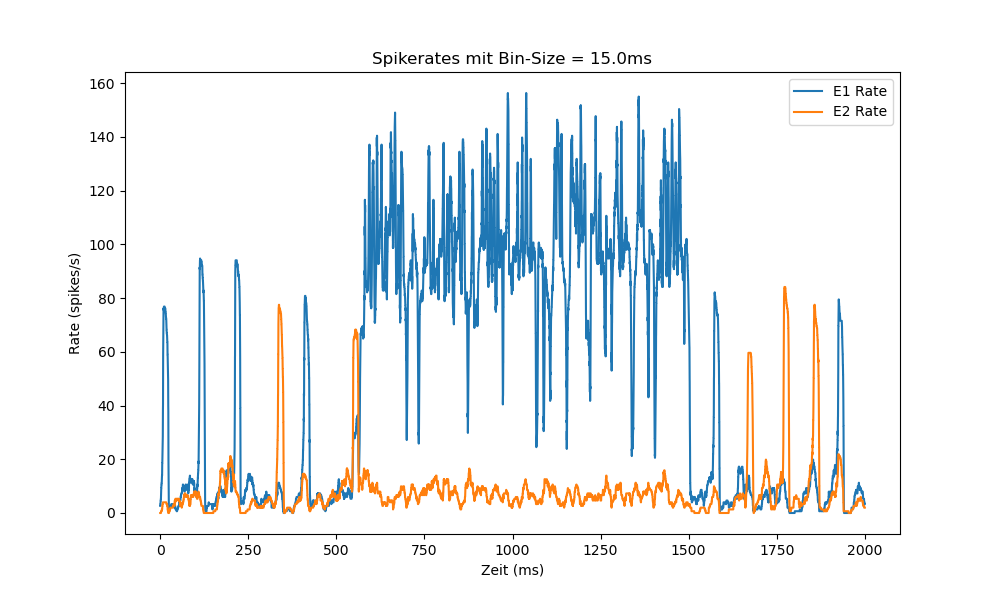 Spikerates mit Bin-Size = 15.0ms
E1 Rate
E2 Rate
160
140
120
100
80
60
40
20
0
Rate (spikes/s)
0 250 500 750 1000 1250 1500 1750 2000
Zeit (ms)